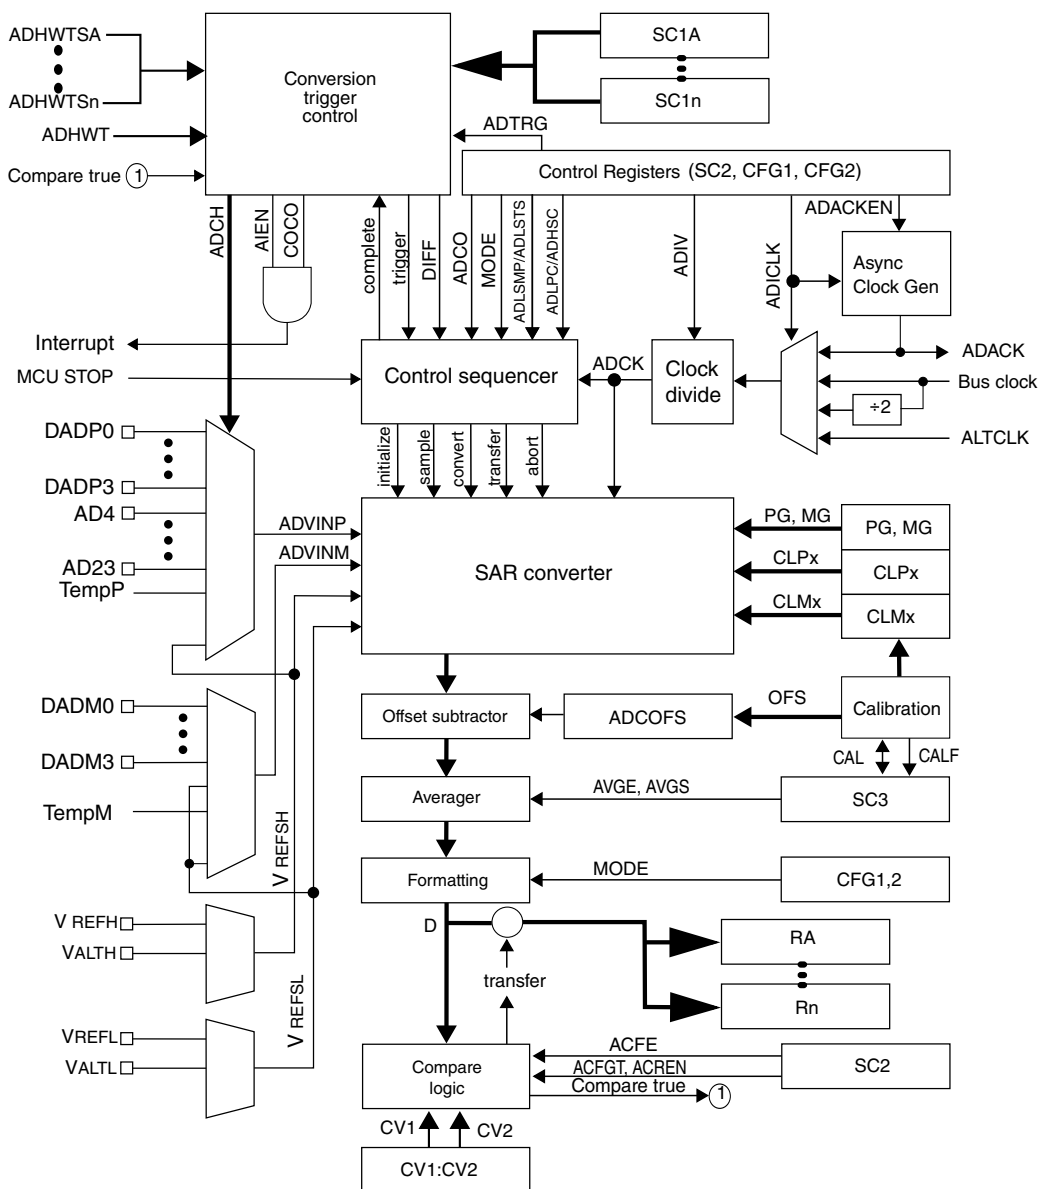 ADHWTSA
ADHWTSn
ADHWT
Compare true 1
Conversion
trigger
control
SC1A
SC1n
ADTRG
Control Registers (SC2, CFG1, CFG2)
ADCH
AIEN
COCO
complete
trigger
DIFF
ADCO
MODE
ADLSMP/ADLSTS
ADLPC/ADHSC
ADIV
ADICLK
ADACKEN
Async
Clock Gen
Interrupt
MCU STOP
Control sequencer
ADCK
Clock
divide
ADACK
Bus clock
÷2
ALTCLK
DADP0
DADP3
AD4
AD23
TempP
initialize
sample
convert
transfer
abort
ADVINP
ADVINM
SAR converter
PG, MG
PG, MG
CLPx
CLPx
CLMx
CLMx
DADM0
DADM3
TempM
Offset subtractor
ADCOFS
OFS
Calibration
CAL
CALF
Averager
AVGE, AVGS
SC3
V REFSH
Formatting
MODE
CFG1,2
V REFH
VALTH
D
RA
transfer
Rn
V REFSL
VREFL
VALTL
Compare
logic
ACFE
ACFGT, ACREN
Compare true
1
SC2
CV1
CV2
CV1:CV2